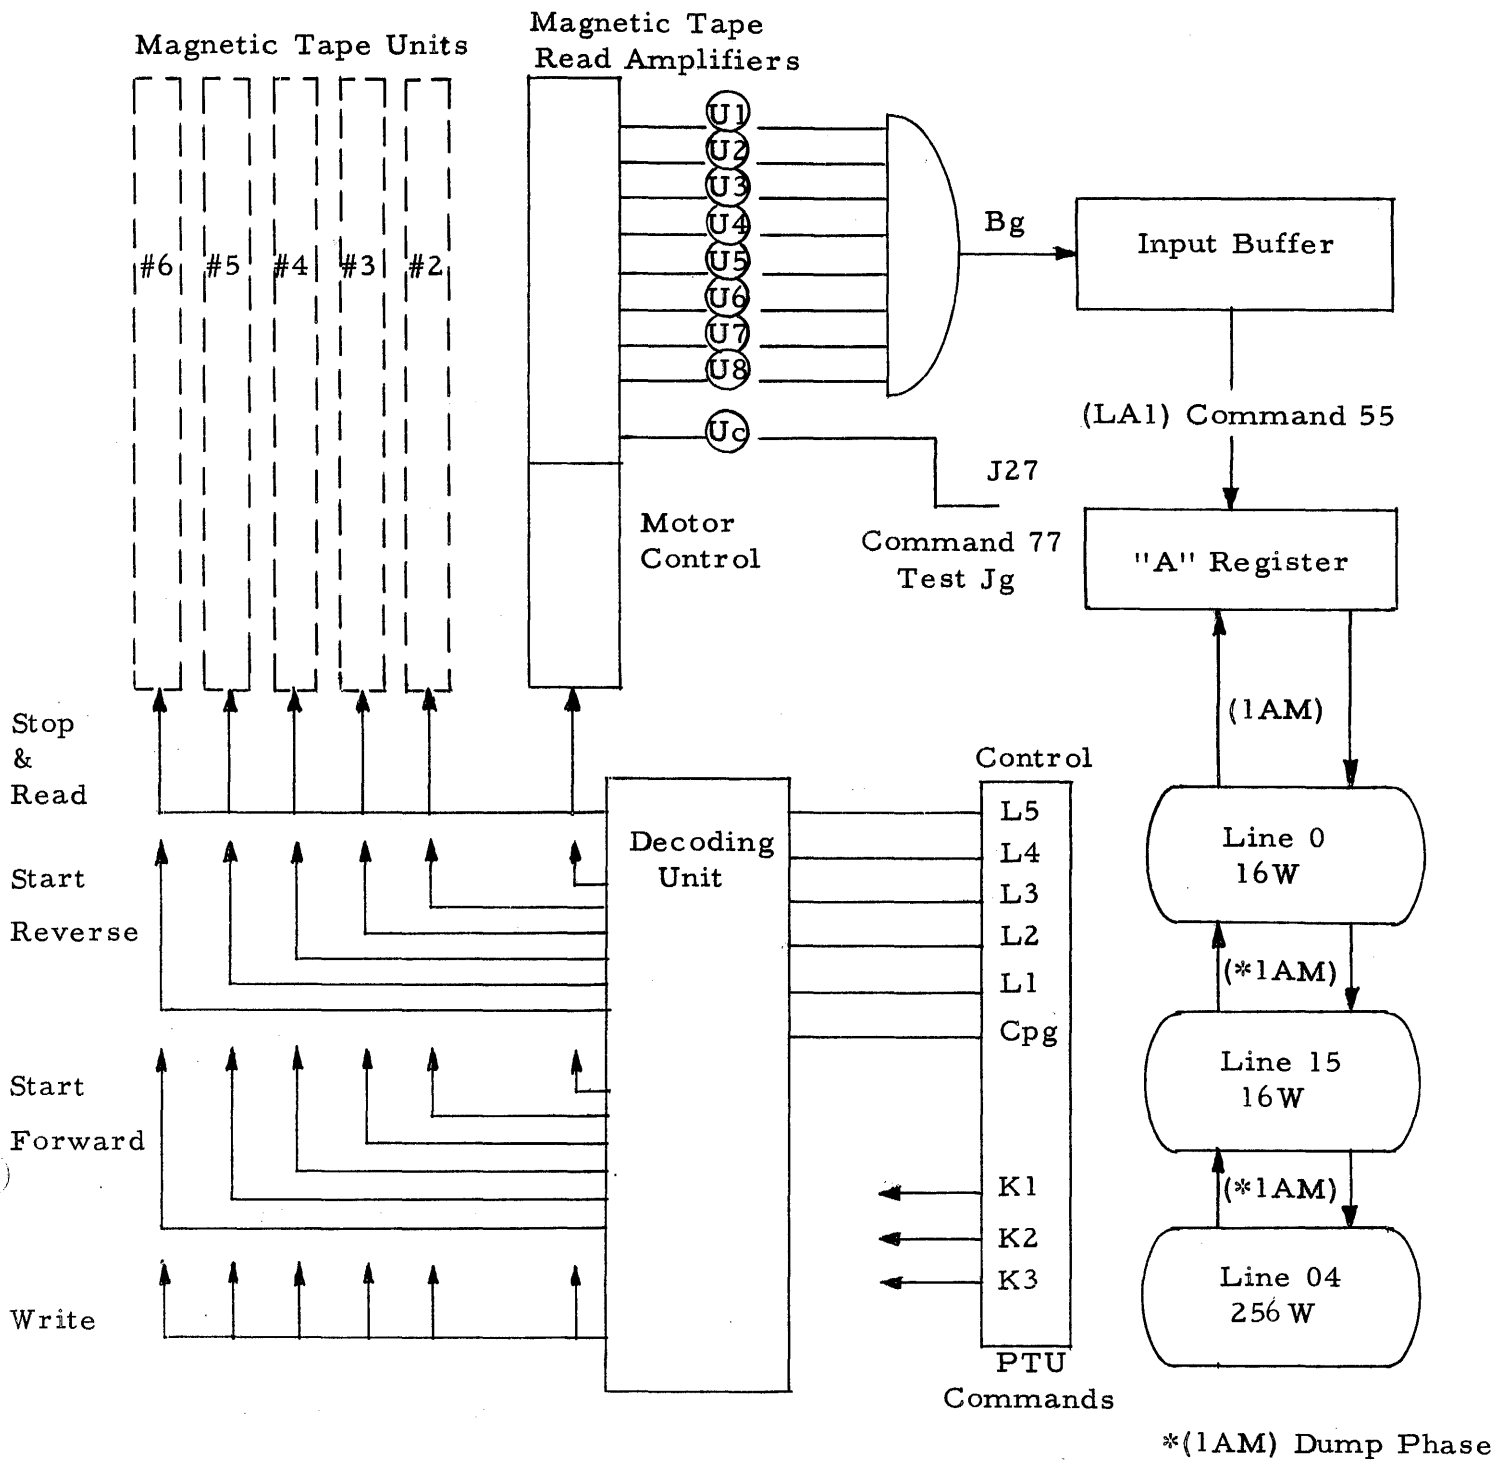 Magnetic Tape Units
Magnetic Tape
Read Amplifiers
#6
#5
#4
#3
#2
U1
U2
U3
U4
U5
U6
U7
U8
Uc
Bg
Input Buffer
(LA1) Command 55
J27
Command 77
Test Jg
Motor
Control
"A" Register
(1AM)
Stop
&
Read
Start
Reverse
Start
Forward
Write
Decoding
Unit
Control
L5
L4
L3
L2
L1
Cpg
K1
K2
K3
PTU
Commands
Line 0
16W
(*1AM)
Line 15
16W
(*1AM)
Line 04
256W
*(1AM) Dump Phase